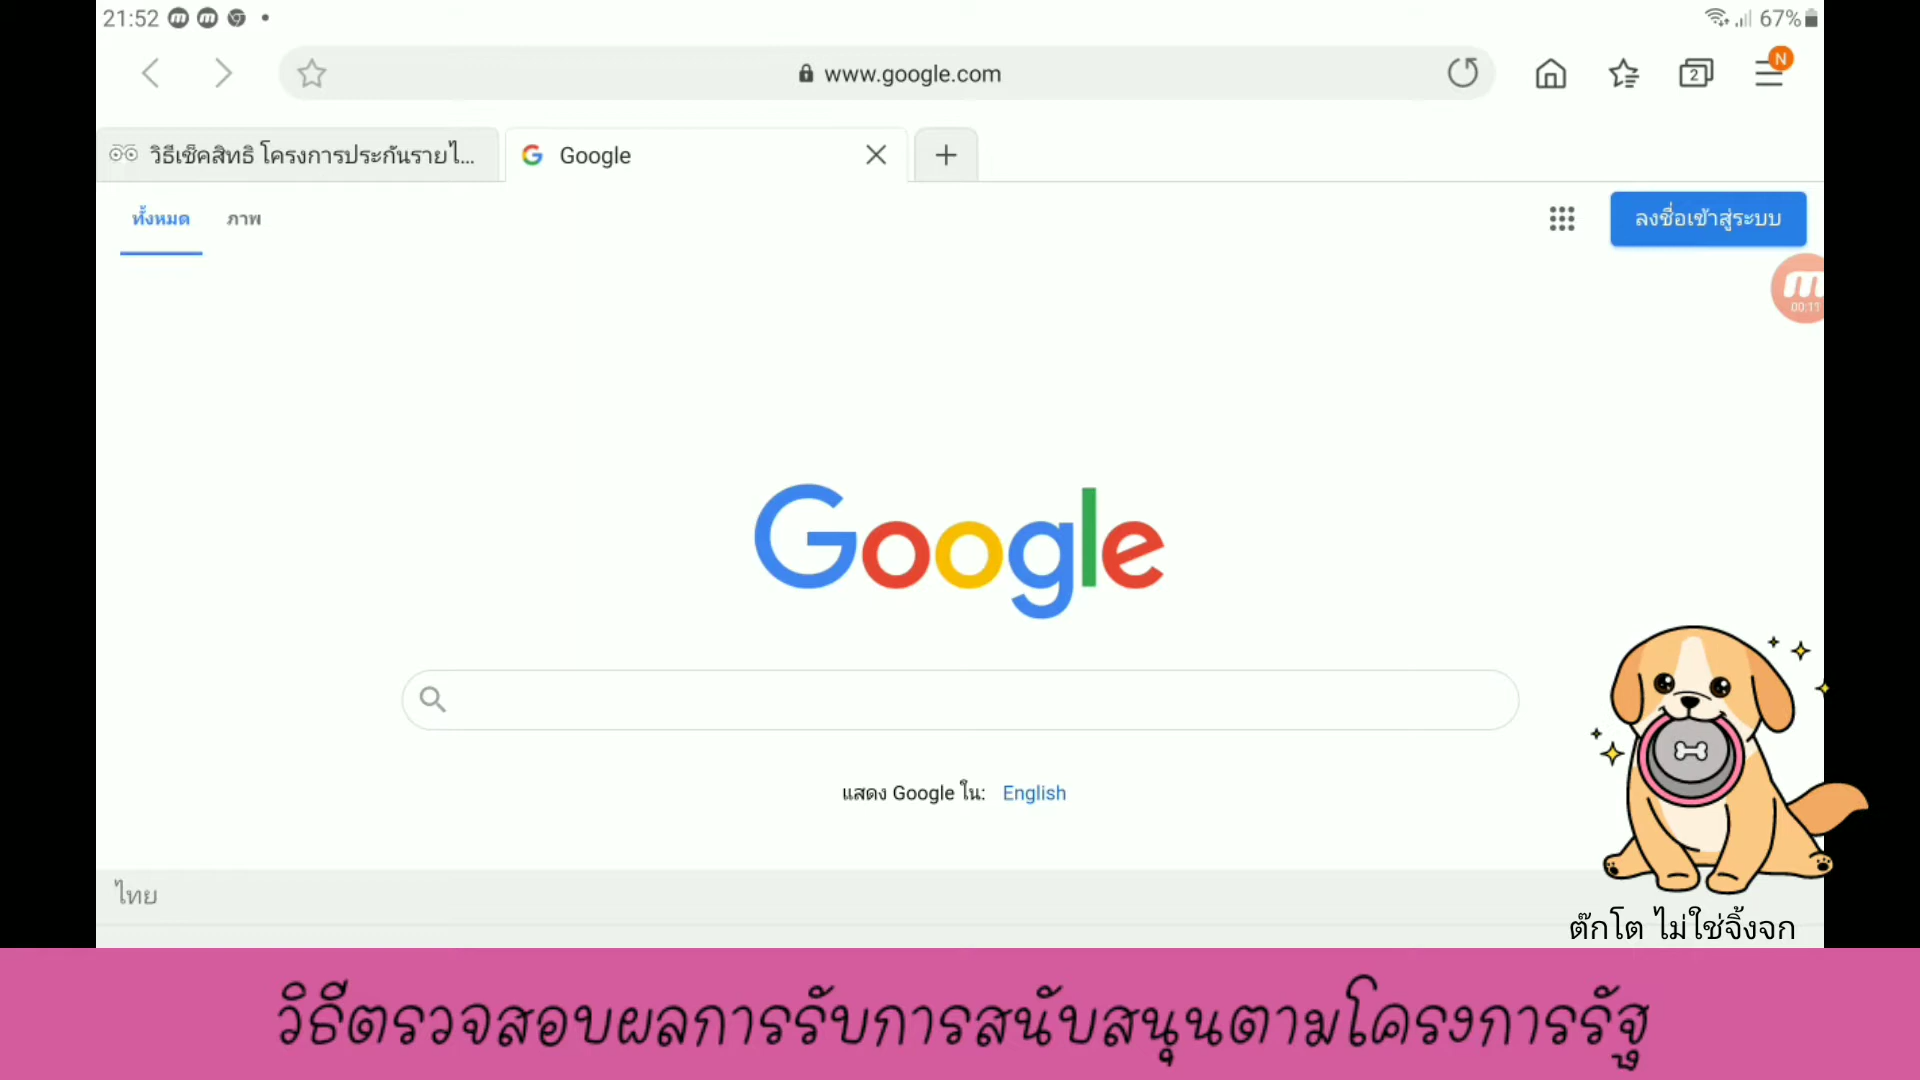 21:52
67%
www.google.com
2
N
วิธีเช็คสิทธิ โครงการประกันรายไ...
Google
ทั้งหมด
ภาพ
ลงชื่อเข้าสู่ระบบ
m
00:11
Google
แสดง Google ใน: English
ไทย
ต๊กโต ไม่ใช่จิ้งจก
วิธีตรวจสอบผลการรับการสนับสนุนตามโครงการรัฐ